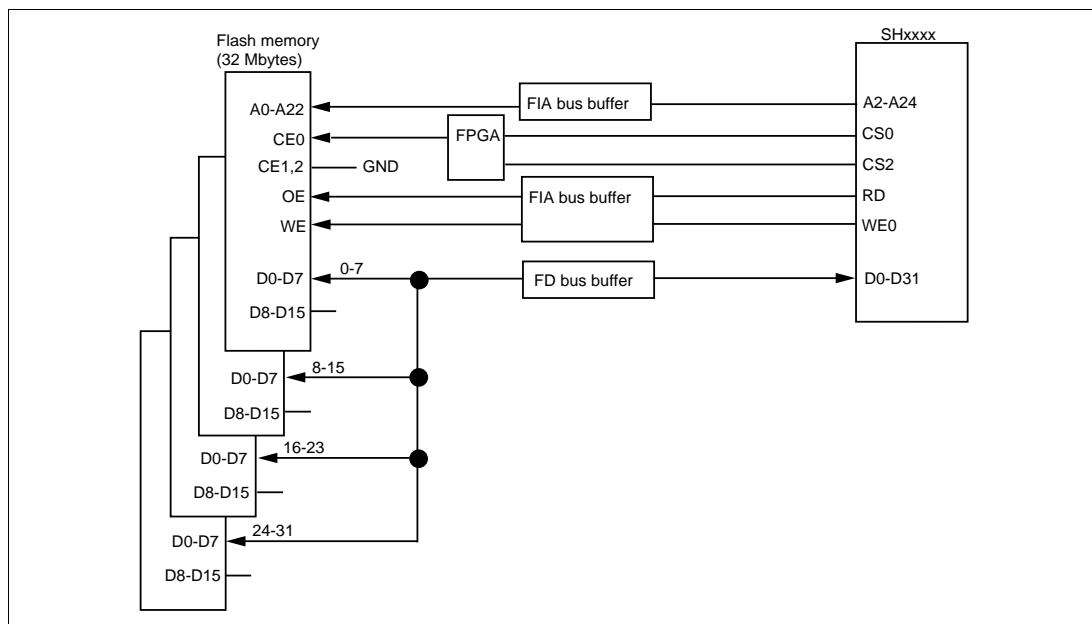 SHxxxx
Flash memory
(32 Mbytes)
A0-A22
FIA bus buffer
A2-A24
CE0
FPGA
CS0
CE1,2
GND
CS2
OE
FIA bus buffer
RD
WE
WE0
D0-D7
0-7
FD bus buffer
D0-D31
D8-D15
D0-D7
8-15
D8-D15
D0-D7
16-23
D8-D15
D0-D7
24-31
D8-D15